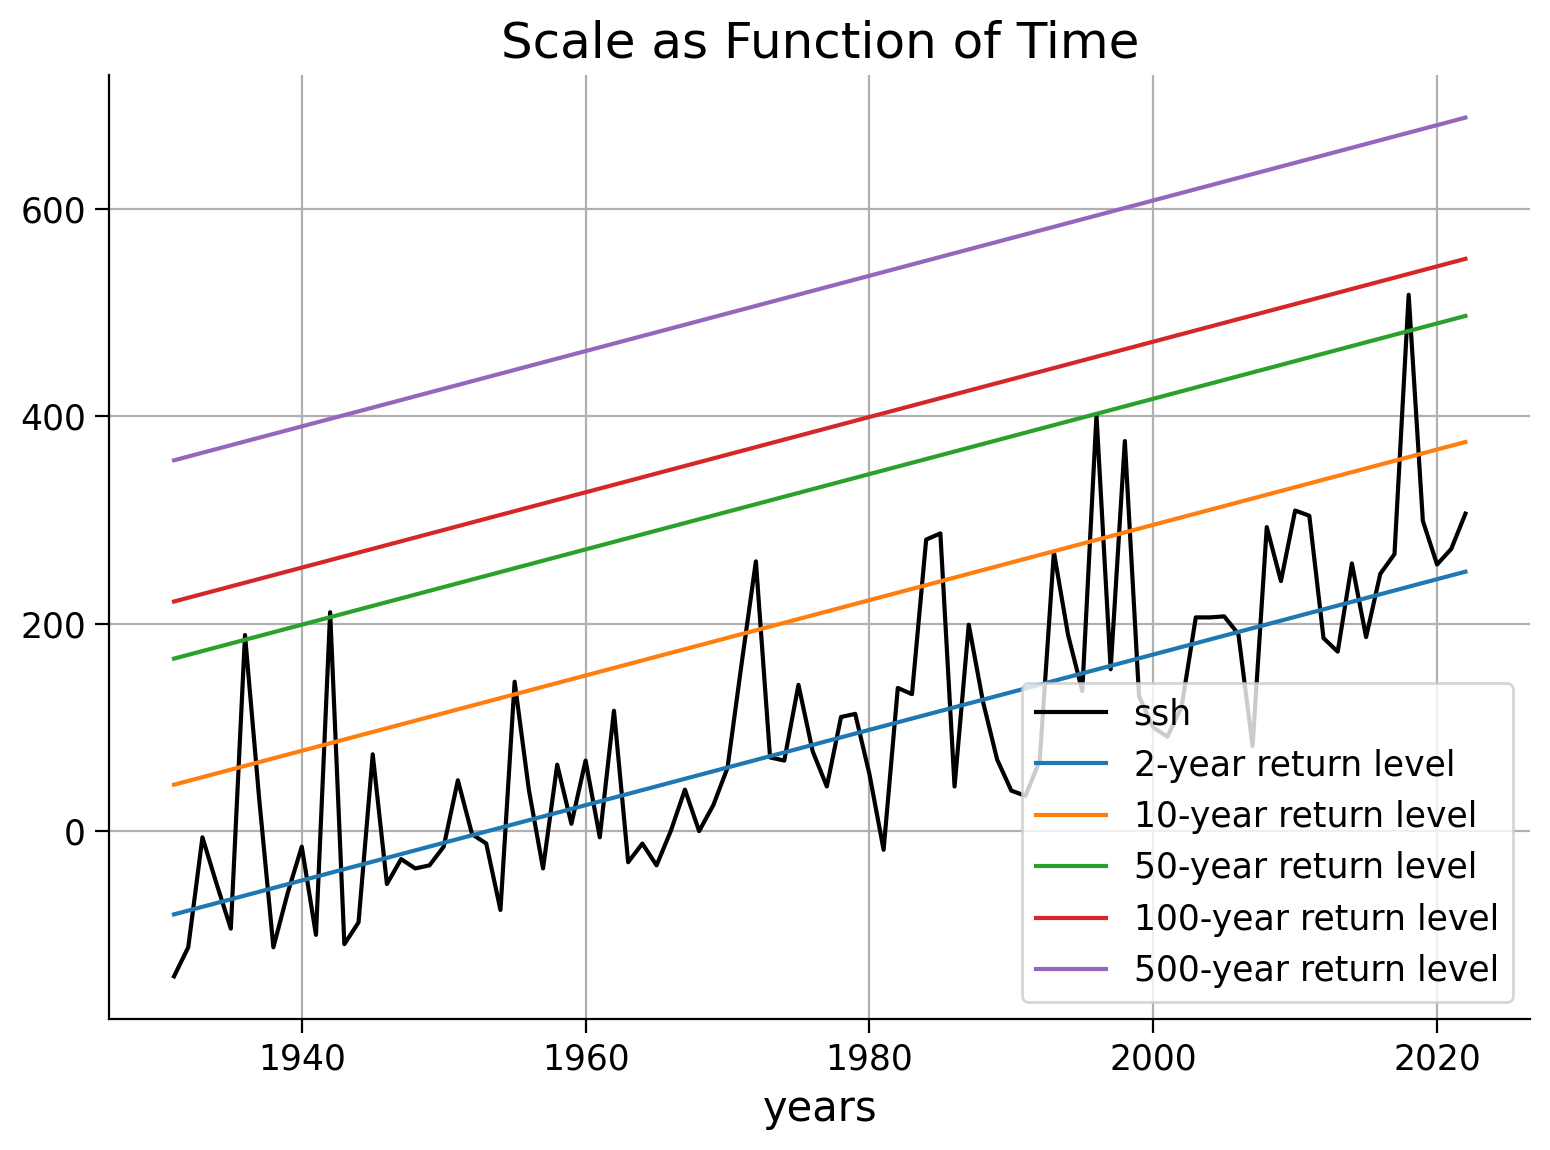 Scale as Function of Time
600
400
200
0
ssh
2-year return level
10-year return level
50-year return level
100-year return level
500-year return level
1940 1960 1980 2000 2020
years